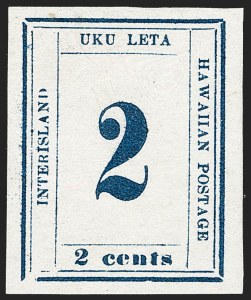 UKU LETA
INTERISLAND
HAWAIIAN POSTAGE
2
2 cents